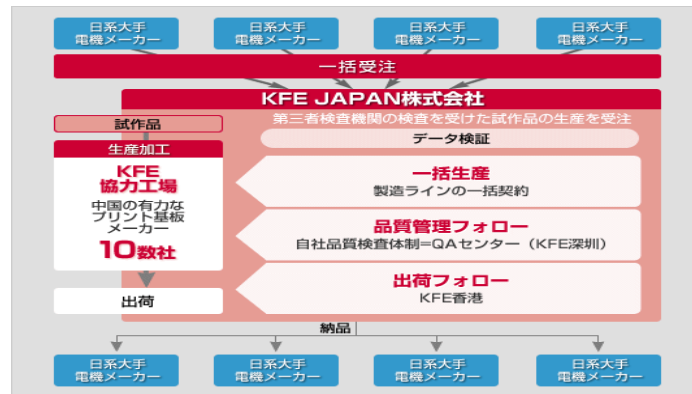 日系大手
電機メーカー
日系大手
電機メーカー
日系大手
電機メーカー
日系大手
電機メーカー
一括受注
KFE JAPAN株式会社
第三者検査機関の検査を受けた試作品の生産を受注
試作品
データ検証
生産加工
KFE
協力工場
中国の有力な
プリント基板
メーカー
10数社
一括生産
製造ラインの一括契約
品質管理フォロー
自社品質検査体制=QAセンター（KFE深圳）
出荷フォロー
KFE香港
出荷
納品
日系大手
電機メーカー
日系大手
電機メーカー
日系大手
電機メーカー
日系大手
電機メーカー